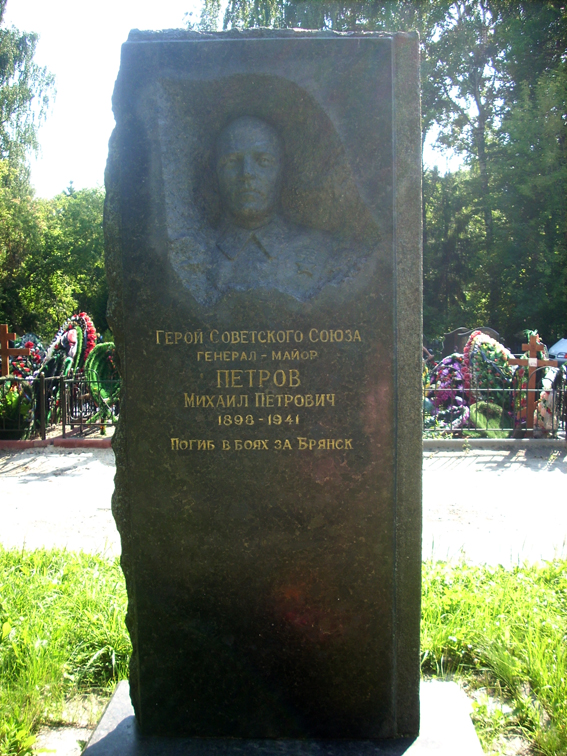 Герой Советского Союза
генерал - майор
ПЕТРОВ
Михаил Петрович
1898 - 1941
Погиб в боях за Брянск